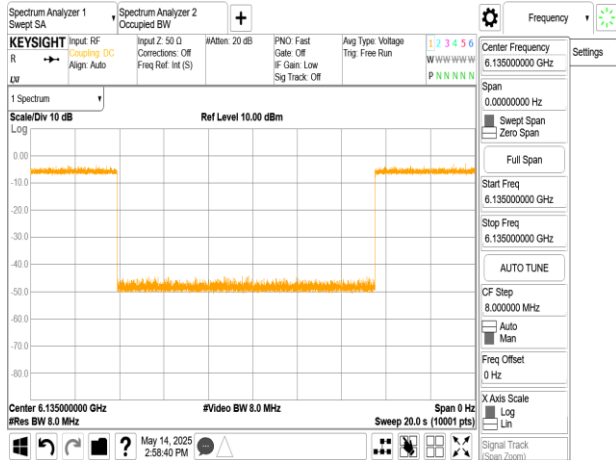 Spectrum Analyzer 1
Swept SA
Spectrum Analyzer 2
Occupied BW
+
Frequency
KEYSIGHT
R
LXI
Input: RF
Coupling: DC
Align: Auto
Input Z: 50 Ω
Corrections: Off
Freq Ref: Int (S)
#Atten: 20 dB
PNO: Fast
Gate: Off
IF Gain: Low
Sig Track: Off
Avg Type: Voltage
Trig: Free Run
1 2 3 4 5 6
W W W W W W
P N N N N N
1 Spectrum
Scale/Div 10 dB
Ref Level 10.00 dBm
Log
0.00
-10.0
-20.0
-30.0
-40.0
-50.0
-60.0
-70.0
-80.0
Center 6.135000000 GHz
#Video BW 8.0 MHz
Span 0 Hz
#Res BW 8.0 MHz
Sweep 20.0 s (10001 pts)
?
May 14, 2025
2:58:40 PM
Center Frequency
6.135000000 GHz
Settings
Span
0.00000000 Hz
Swept Span
Zero Span
Full Span
Start Freq
6.135000000 GHz
Stop Freq
6.135000000 GHz
AUTO TUNE
CF Step
8.000000 MHz
Auto
Man
Freq Offset
0 Hz
X Axis Scale
Log
Lin
Signal Track
(Span Zoom)